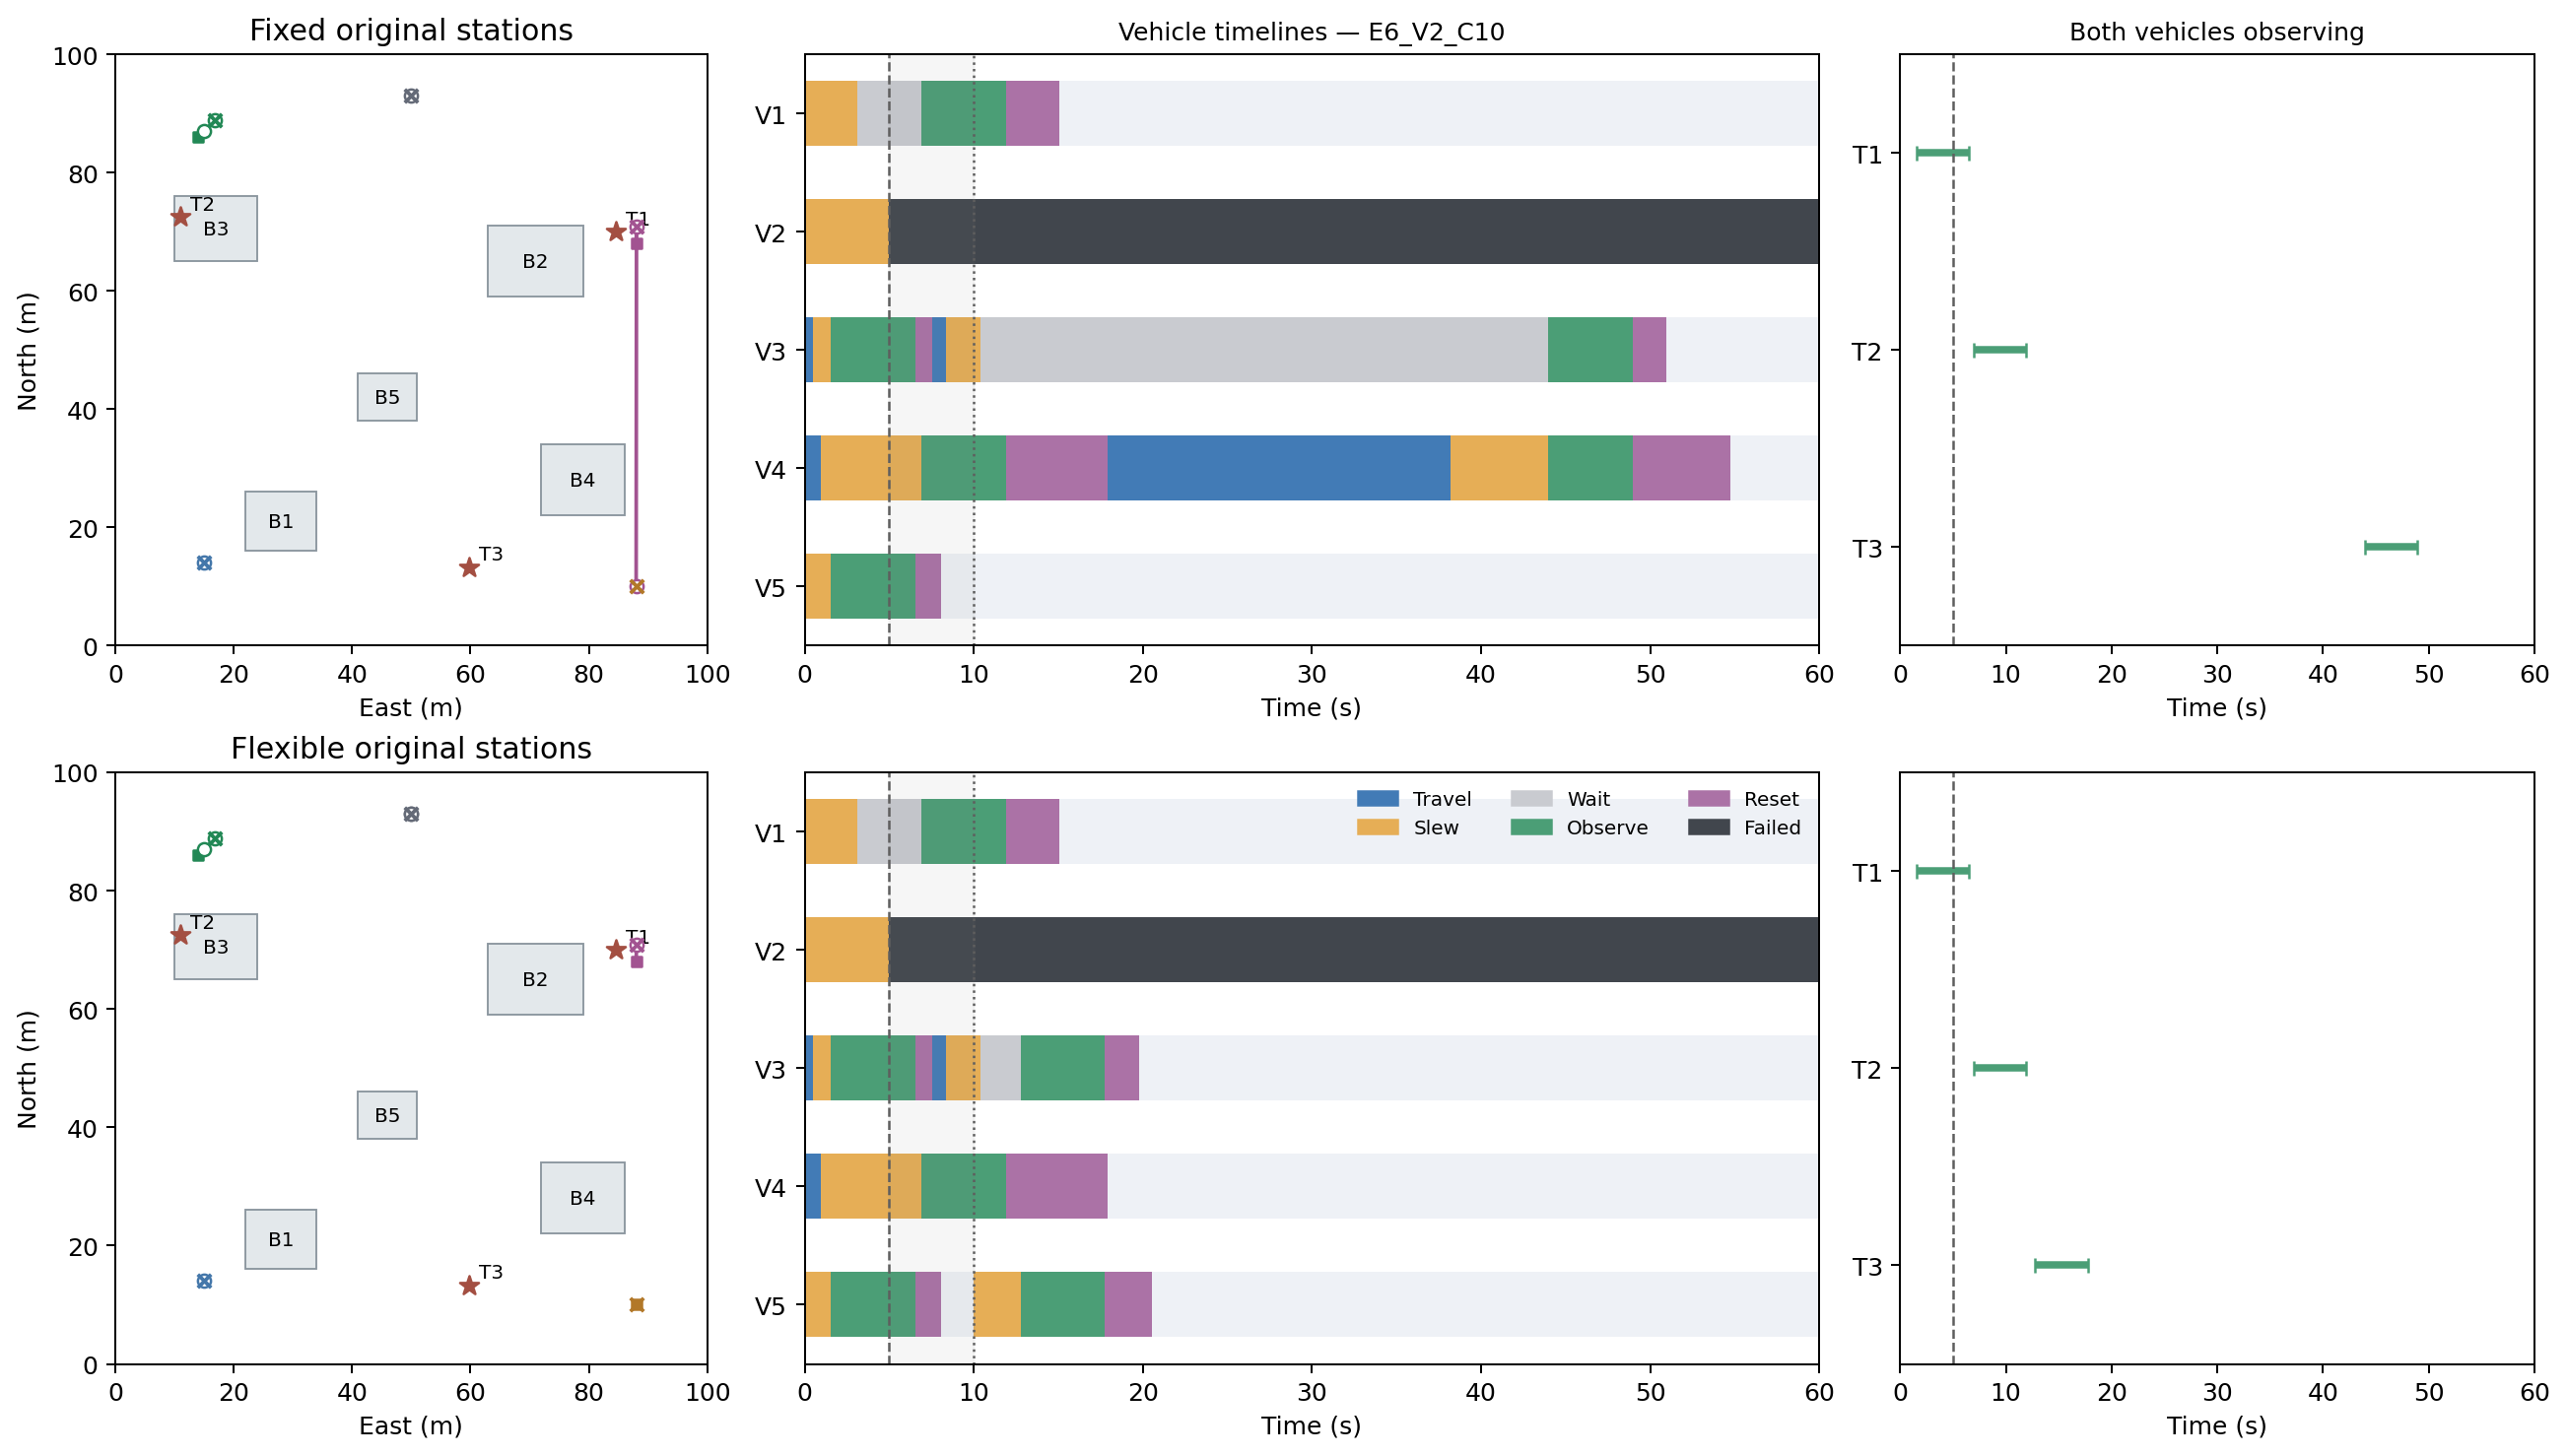 Fixed original stations
Vehicle timelines — E6_V2_C10
Both vehicles observing
100
80
60
40
20
0
North (m)
T2
B3
T1
B2
B5
B4
B1
T3
0 20 40 60 80 100
East (m)
V1
V2
V3
V4
V5
0 10 20 30 40 50 60
Time (s)
T1
T2
T3
0 10 20 30 40 50 60
Time (s)
Flexible original stations
100
80
60
40
20
0
North (m)
T2
B3
T1
B2
B5
B4
B1
T3
0 20 40 60 80 100
East (m)
Travel Wait Reset
Slew Observe Failed
V1
V2
V3
V4
V5
0 10 20 30 40 50 60
Time (s)
T1
T2
T3
0 10 20 30 40 50 60
Time (s)